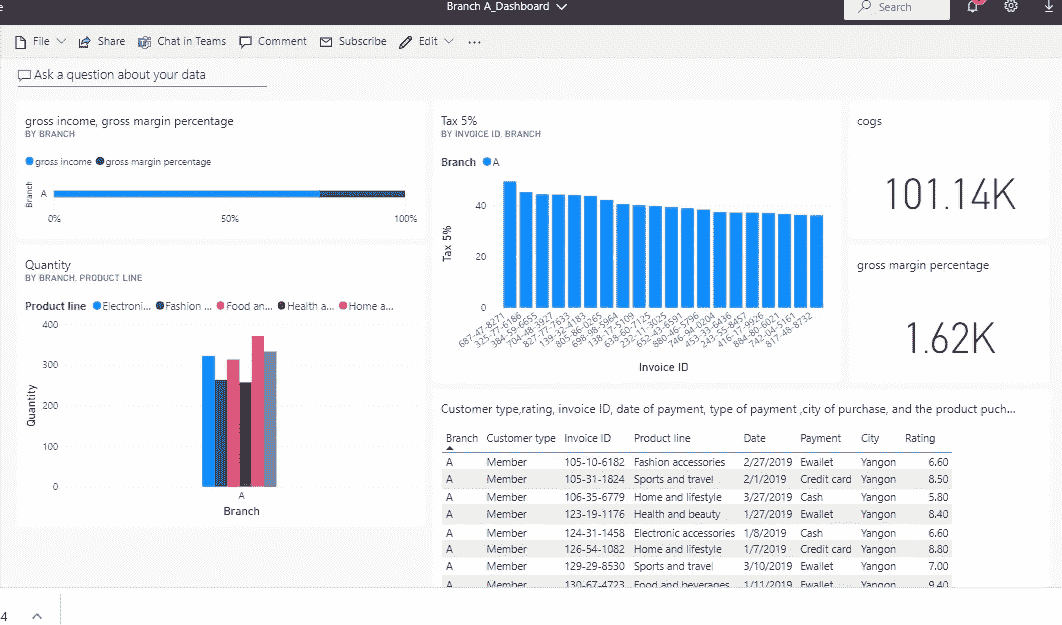 Branch A_Dashboard
Search
File Share Chat in Teams Comment Subscribe Edit ...
Ask a question about your data
gross income, gross margin percentage
BY BRANCH
gross income gross margin percentage
Branch
A
0% 50% 100%
Quantity
BY BRANCH, PRODUCT LINE
Product line Electroni... Fashion ... Food an... Health a... Home a...
Quantity
400
300
200
100
0
A
Branch
Tax 5%
BY INVOICE ID, BRANCH
Branch A
Tax 5%
40
20
0
687-47-8271
325-77-6186
384-59-6655
704-48-3927
827-77-7633
139-32-4183
805-86-0265
698-98-5964
138-17-5109
638-60-7125
232-11-3025
652-43-6591
880-46-5796
746-94-0204
453-33-6436
243-55-8457
416-17-9926
884-80-6021
742-04-5161
817-48-8732
Invoice ID
cogs
101.14K
gross margin percentage
1.62K
Customer type,rating, invoice ID, date of payment, type of payment ,city of purchase, and the product puch...
Branch Customer type Invoice ID Product line Date Payment City Rating
A Member 105-10-6182 Fashion accessories 2/27/2019 Ewallet Yangon 6.60
A Member 105-31-1824 Sports and travel 2/1/2019 Credit card Yangon 8.50
A Member 106-35-6779 Home and lifestyle 3/27/2019 Cash Yangon 5.80
A Member 123-19-1176 Health and beauty 1/27/2019 Ewallet Yangon 8.40
A Member 124-31-1458 Electronic accessories 1/8/2019 Cash Yangon 6.60
A Member 126-54-1082 Home and lifestyle 1/7/2019 Credit card Yangon 8.80
A Member 129-29-8530 Sports and travel 3/10/2019 Ewallet Yangon 7.00
A Member 130-67-4723 Food and beverages 1/11/2019 Ewallet Yangon 9.40
4